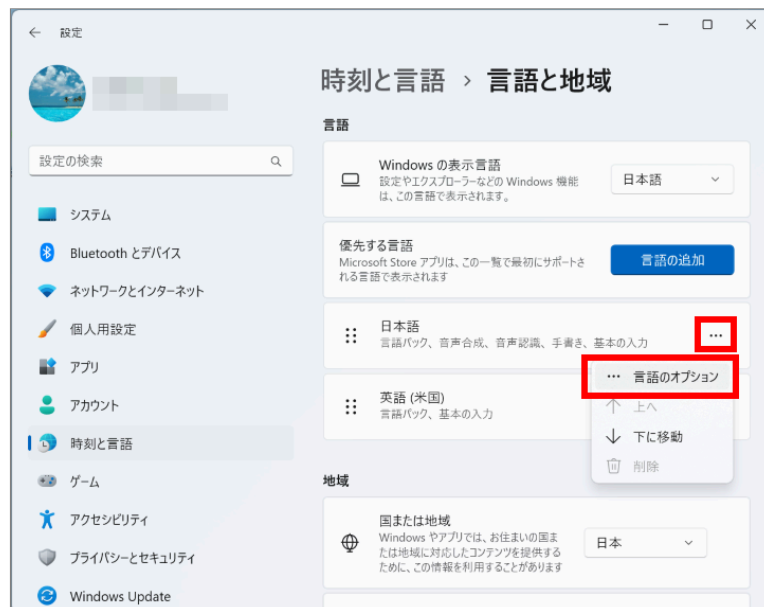 設定
時刻と言語 › 言語と地域
設定の検索
システム
Bluetooth とデバイス
ネットワークとインターネット
個人用設定
アプリ
アカウント
時刻と言語
ゲーム
アクセシビリティ
プライバシーとセキュリティ
Windows Update
言語
Windows の表示言語
設定やエクスプローラーなどの Windows 機能
は、この言語で表示されます。
日本語
優先する言語
Microsoft Store アプリは、この一覧で最初にサポートさ
れる言語で表示されます
言語の追加
日本語
言語パック、音声合成、音声認識、手書き、基本の入力
言語のオプション
上へ
下に移動
削除
英語 (米国)
言語パック、基本の入力
地域
国または地域
Windows やアプリでは、お住まいの国ま
たは地域に対応したコンテンツを提供する
ために、この情報を利用することがあります
日本